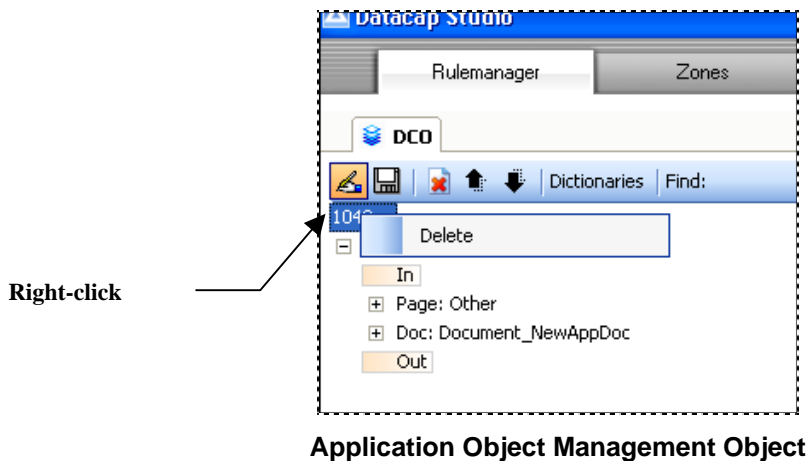 Datacap Studio
Rulemanager Zones
DCO
Dictionaries Find:
Delete
In
Page: Other
Right-click
Doc: Document_NewAppDoc
Out
Application Object Management Object